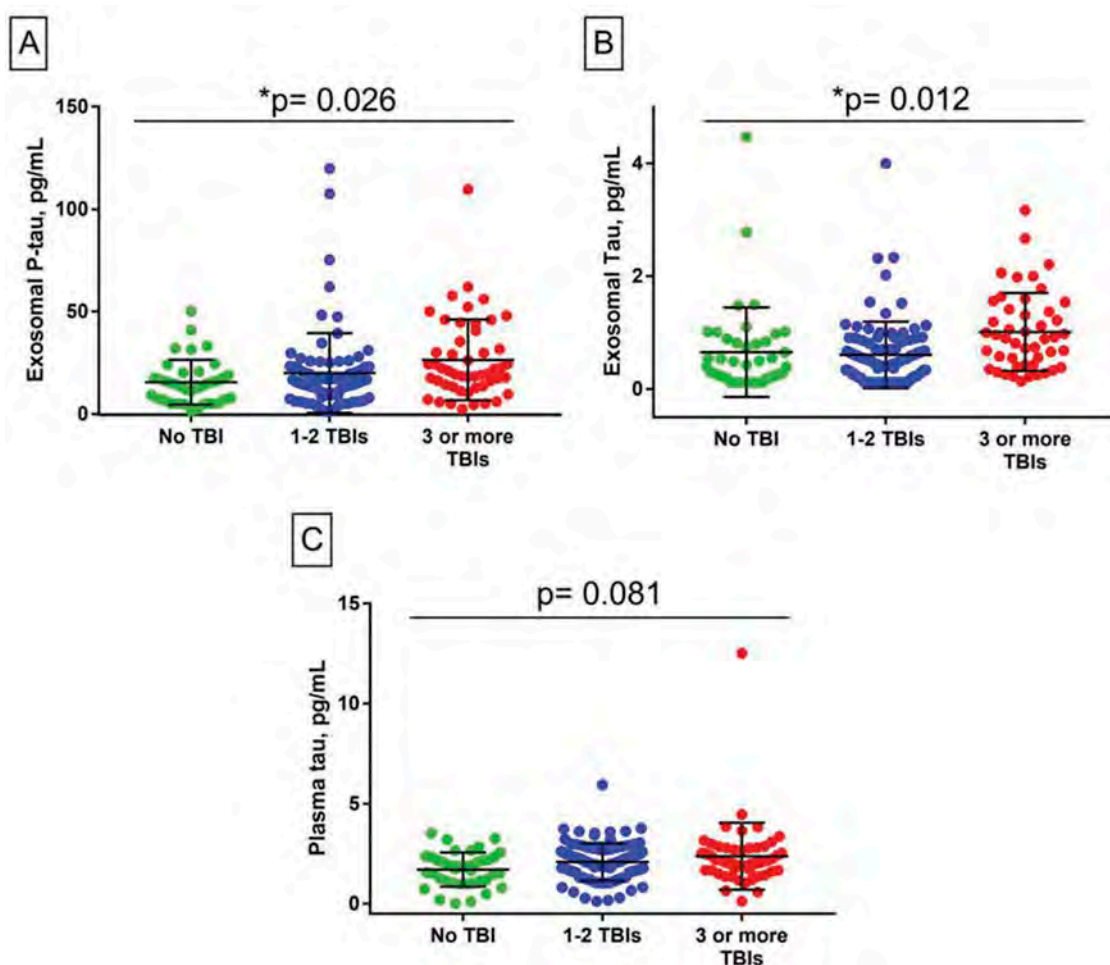 A
*p= 0.026
Exosomal P-tau, pg/mL
150
100
50
0
No TBI
1-2 TBIs
3 or more
TBIs
B
*p= 0.012
Exosomal Tau, pg/mL
4
2
0
No TBI
1-2 TBIs
3 or more
TBIs
C
p= 0.081
Plasma tau, pg/mL
15
10
5
0
No TBI
1-2 TBIs
3 or more
TBIs